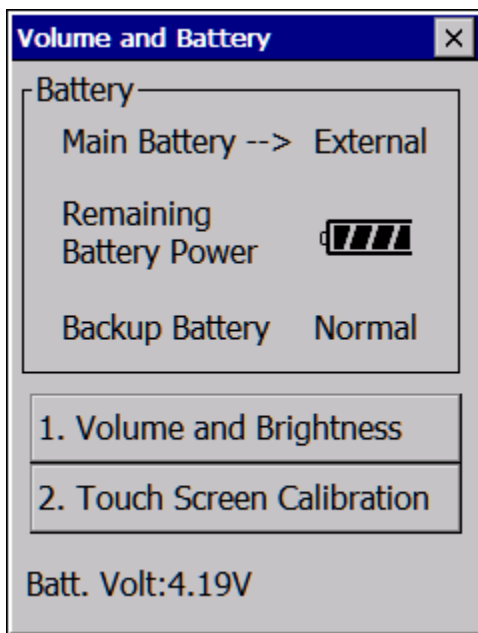 Volume and Battery
Battery
Main Battery --> External
Remaining
Battery Power
Backup Battery Normal
1. Volume and Brightness
2. Touch Screen Calibration
Batt. Volt:4.19V